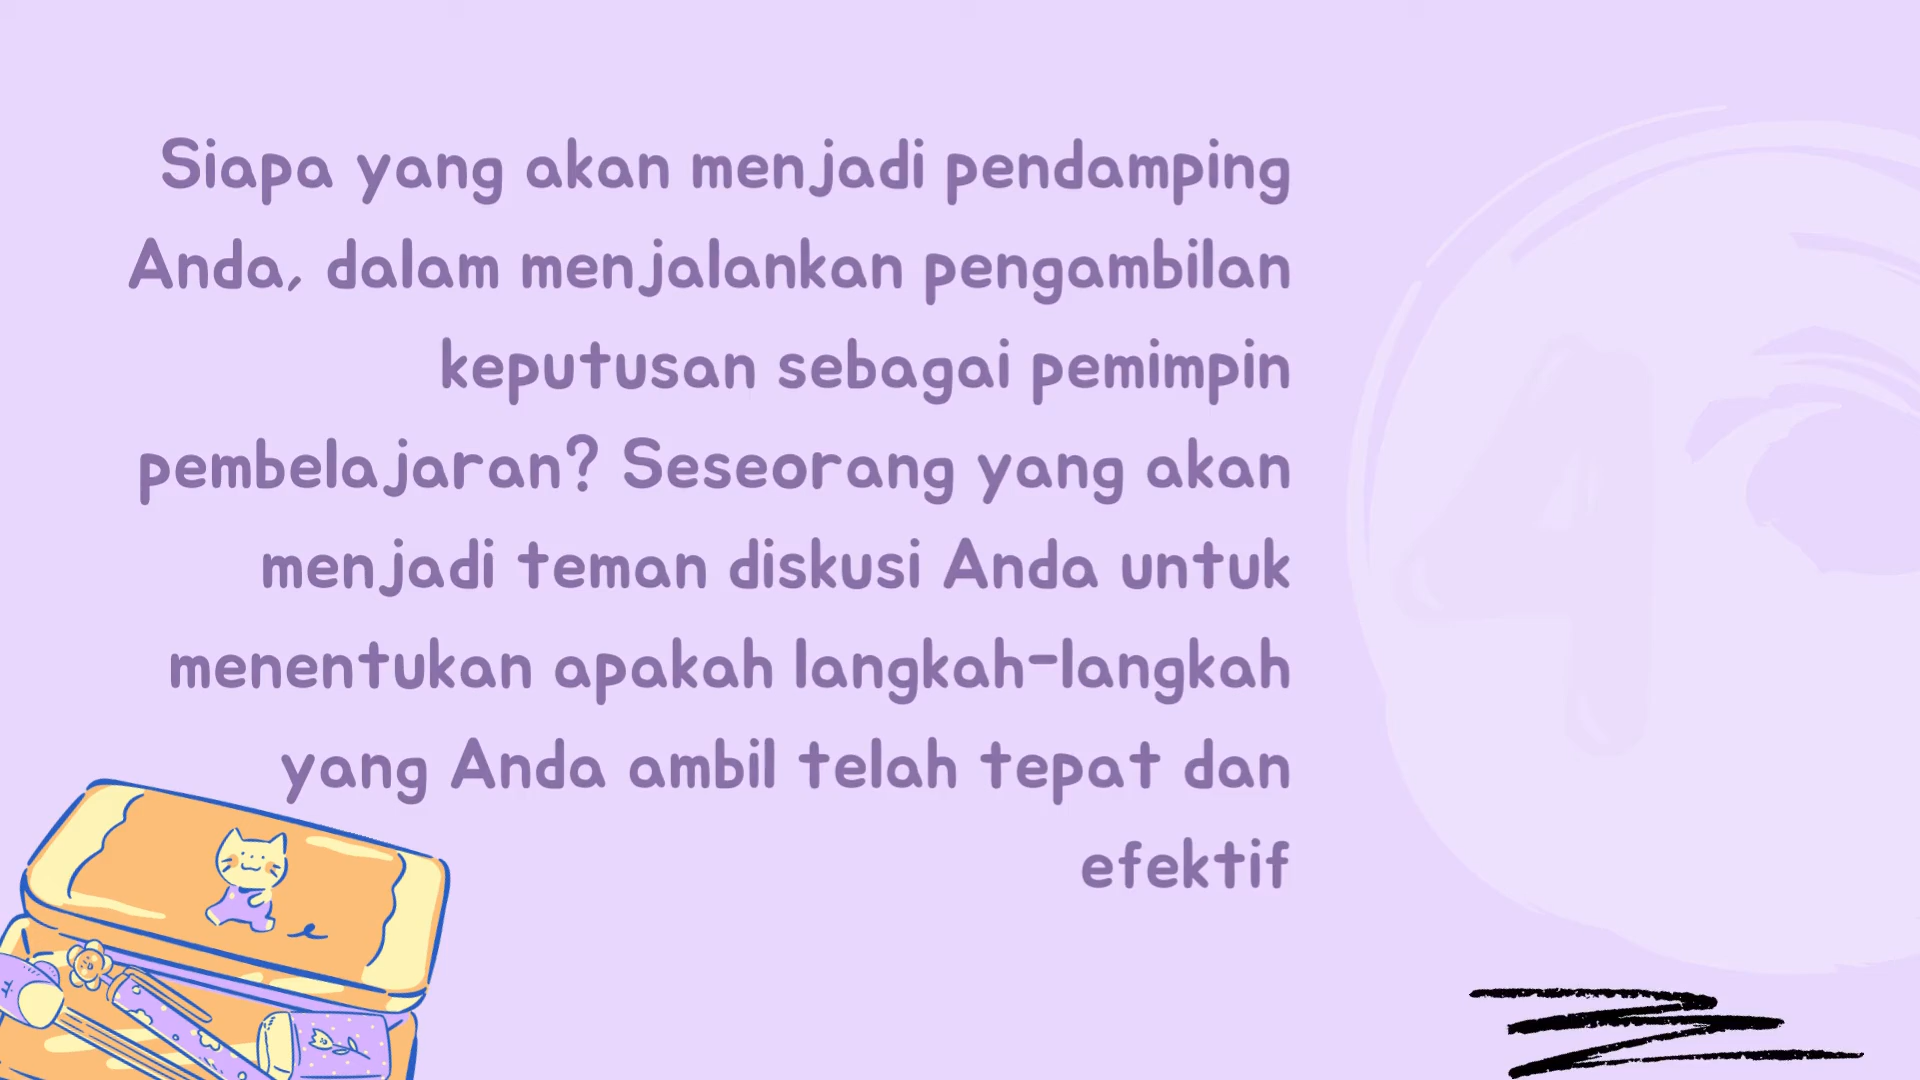 Siapa yang akan menjadi pendamping
Anda, dalam menjalankan pengambilan
keputusan sebagai pemimpin
pembelajaran? Seseorang yang akan
menjadi teman diskusi Anda untuk
menentukan apakah langkah-langkah
yang Anda ambil telah tepat dan
efektif
4